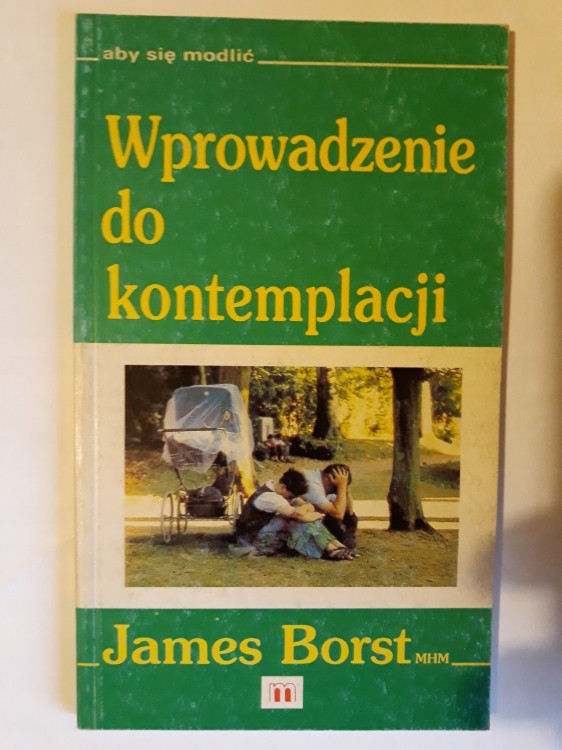 aby się modlić
Wprowadzenie
do
kontemplacji
James Borst MHM
m